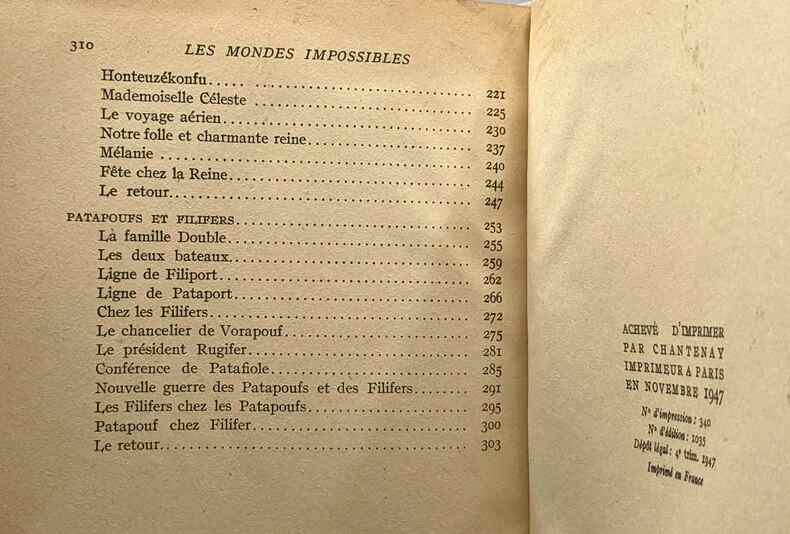 310 LES MONDES IMPOSSIBLES
Honteuzékonfu........................................ 221
Mademoiselle Céleste ................................ 225
Le voyage aérien..................................... 230
Notre folle et charmante reine....................... 237
Mélanie ............................................. 240
Fête chez la Reine................................... 244
Le retour............................................ 247
PATAPOUFS ET FILIFERS................................ 253
La famille Double.................................... 255
Les deux bateaux..................................... 259
Ligne de Filiport.................................... 262
Ligne de Pataport.................................... 266
Chez les Filifers.................................... 272
Le chancelier de Vorapouf............................ 275
Le président Rugifer................................. 281
Conférence de Patafiole.............................. 285
Nouvelle guerre des Patapoufs et des Filifers........ 291
Les Filifers chez les Patapoufs...................... 295
Patapouf chez Filifer................................ 300
Le retour............................................ 303
ACHEVÉ D'IMPRIMER
PAR CHANTENAY
IMPRIMEUR A PARIS
EN NOVEMBRE 1947
N° d'impression : 340
N° d'édition : 1035
Dépôt légal : 4e trim. 1947
Imprimé en France